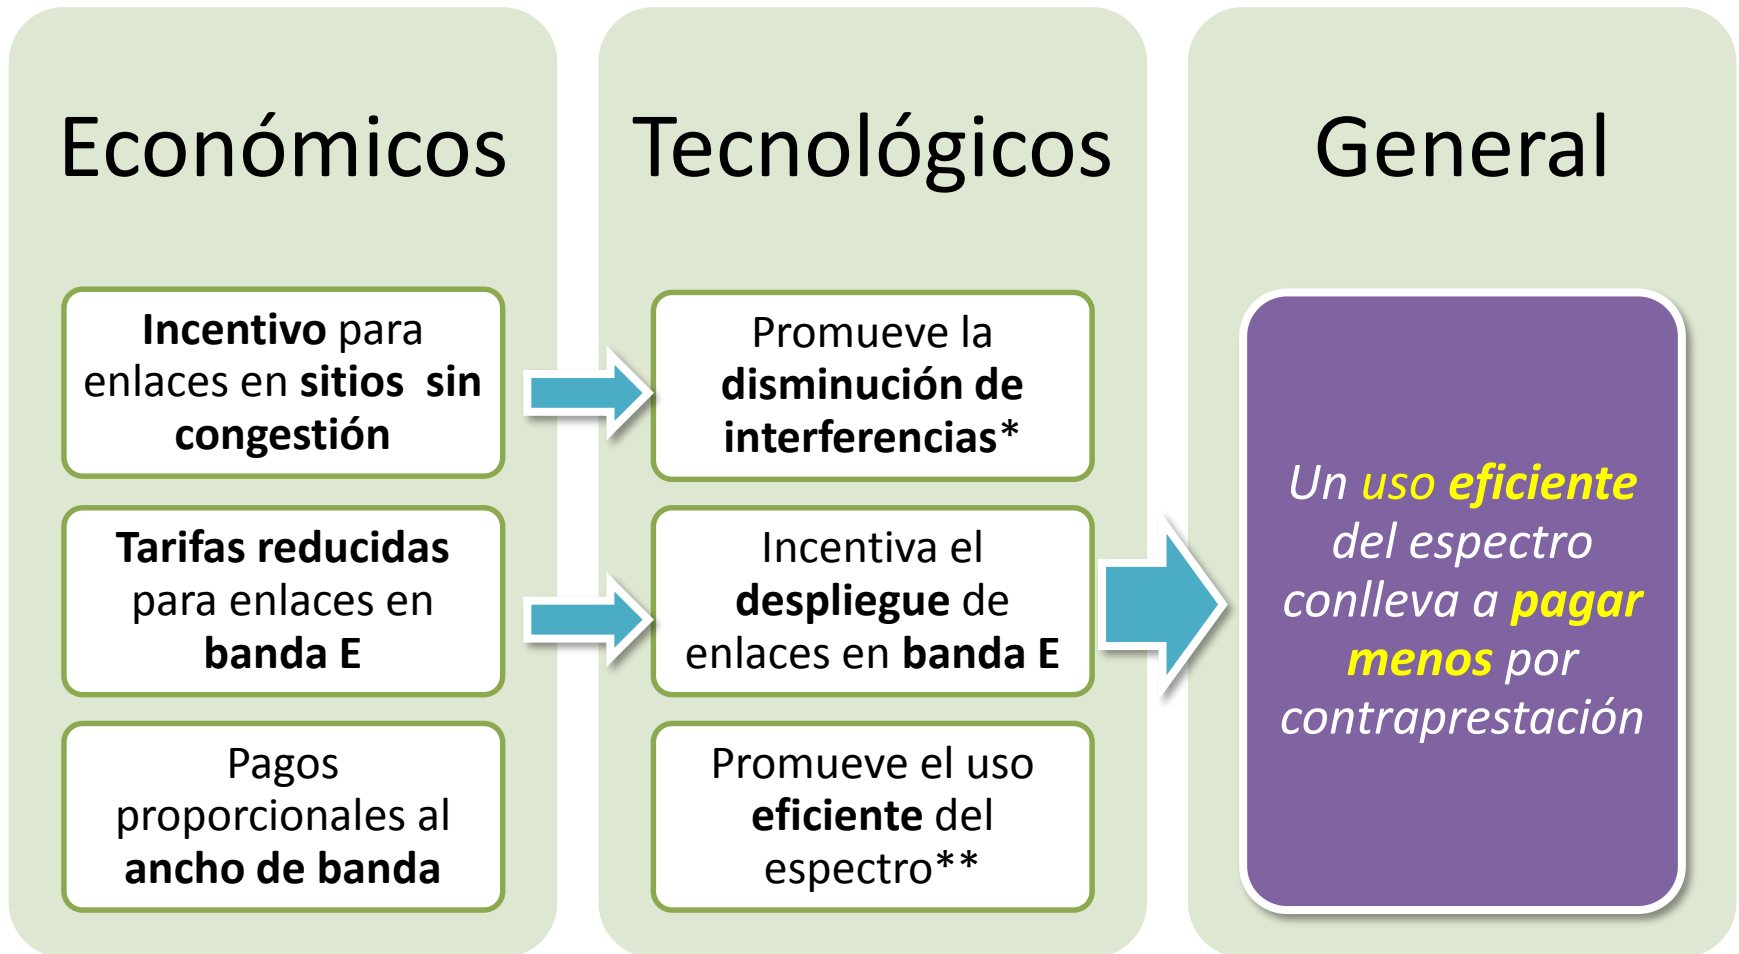 Económicos
Incentivo para
enlaces en sitios sin
congestión
Tarifas reducidas
para enlaces en
banda E
Pagos
proporcionales al
ancho de banda
Tecnológicos
Promueve la
disminución de
interferencias*
Incentiva el
despliegue de
enlaces en banda E
Promueve el uso
eficiente del
espectro**
General
Un uso eficiente
del espectro
conlleva a pagar
menos por
contraprestación